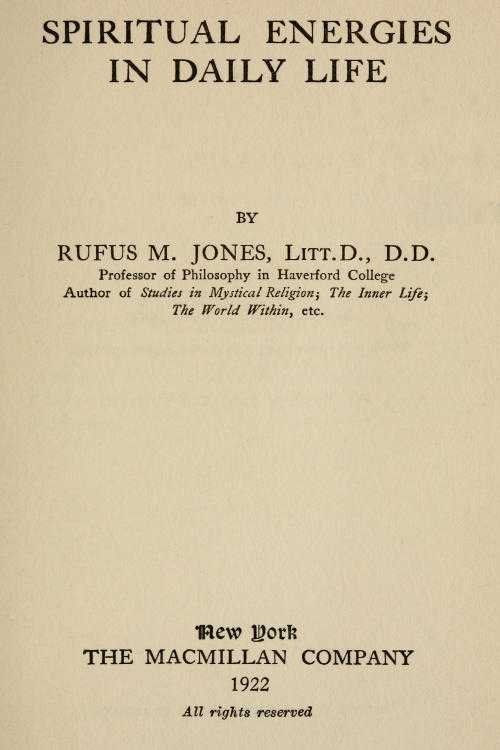 SPIRITUAL ENERGIES
IN DAILY LIFE
BY
RUFUS M. JONES, LITT.D., D.D.
Professor of Philosophy in Haverford College
Author of Studies in Mystical Religion; The Inner Life;
The World Within, etc.
New York
THE MACMILLAN COMPANY
1922
All rights reserved